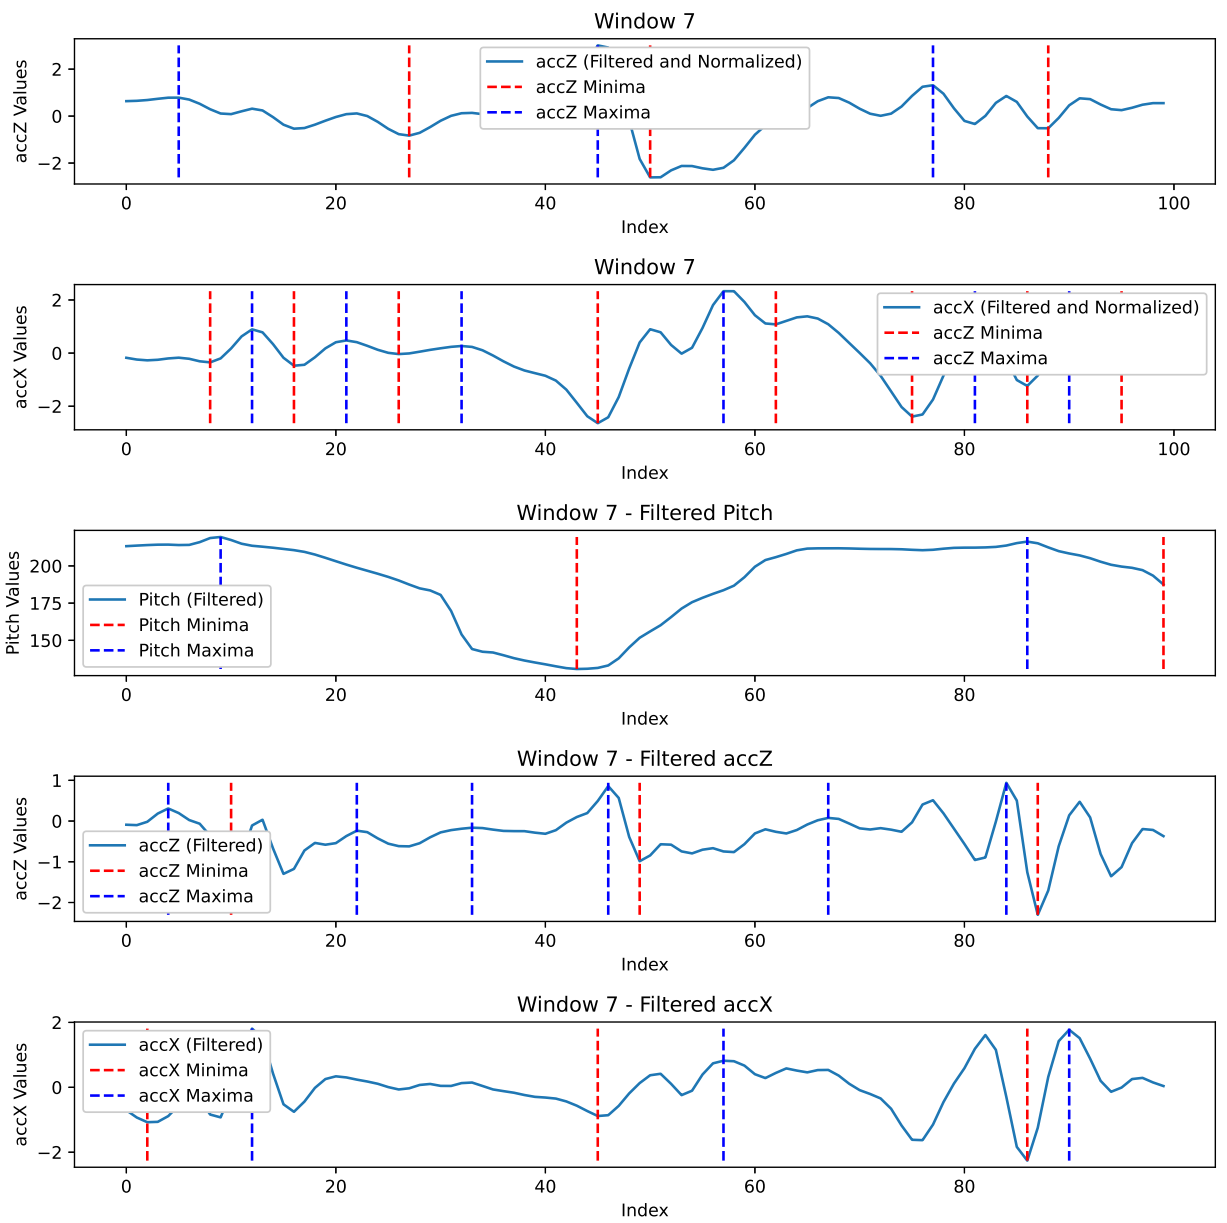 Window 7
accZ Values
2
0
−2
accZ (Filtered and Normalized)
accZ Minima
accZ Maxima
0 20 40 60 80 100
Index
Window 7
accX Values
2
0
−2
accX (Filtered and Normalized)
accZ Minima
accZ Maxima
0 20 40 60 80 100
Index
Window 7 - Filtered Pitch
Pitch Values
200
175
150
Pitch (Filtered)
Pitch Minima
Pitch Maxima
0 20 40 60 80
Index
Window 7 - Filtered accZ
accZ Values
1
0
−1
−2
accZ (Filtered)
accZ Minima
accZ Maxima
0 20 40 60 80
Index
Window 7 - Filtered accX
accX Values
2
0
−2
accX (Filtered)
accX Minima
accX Maxima
0 20 40 60 80
Index